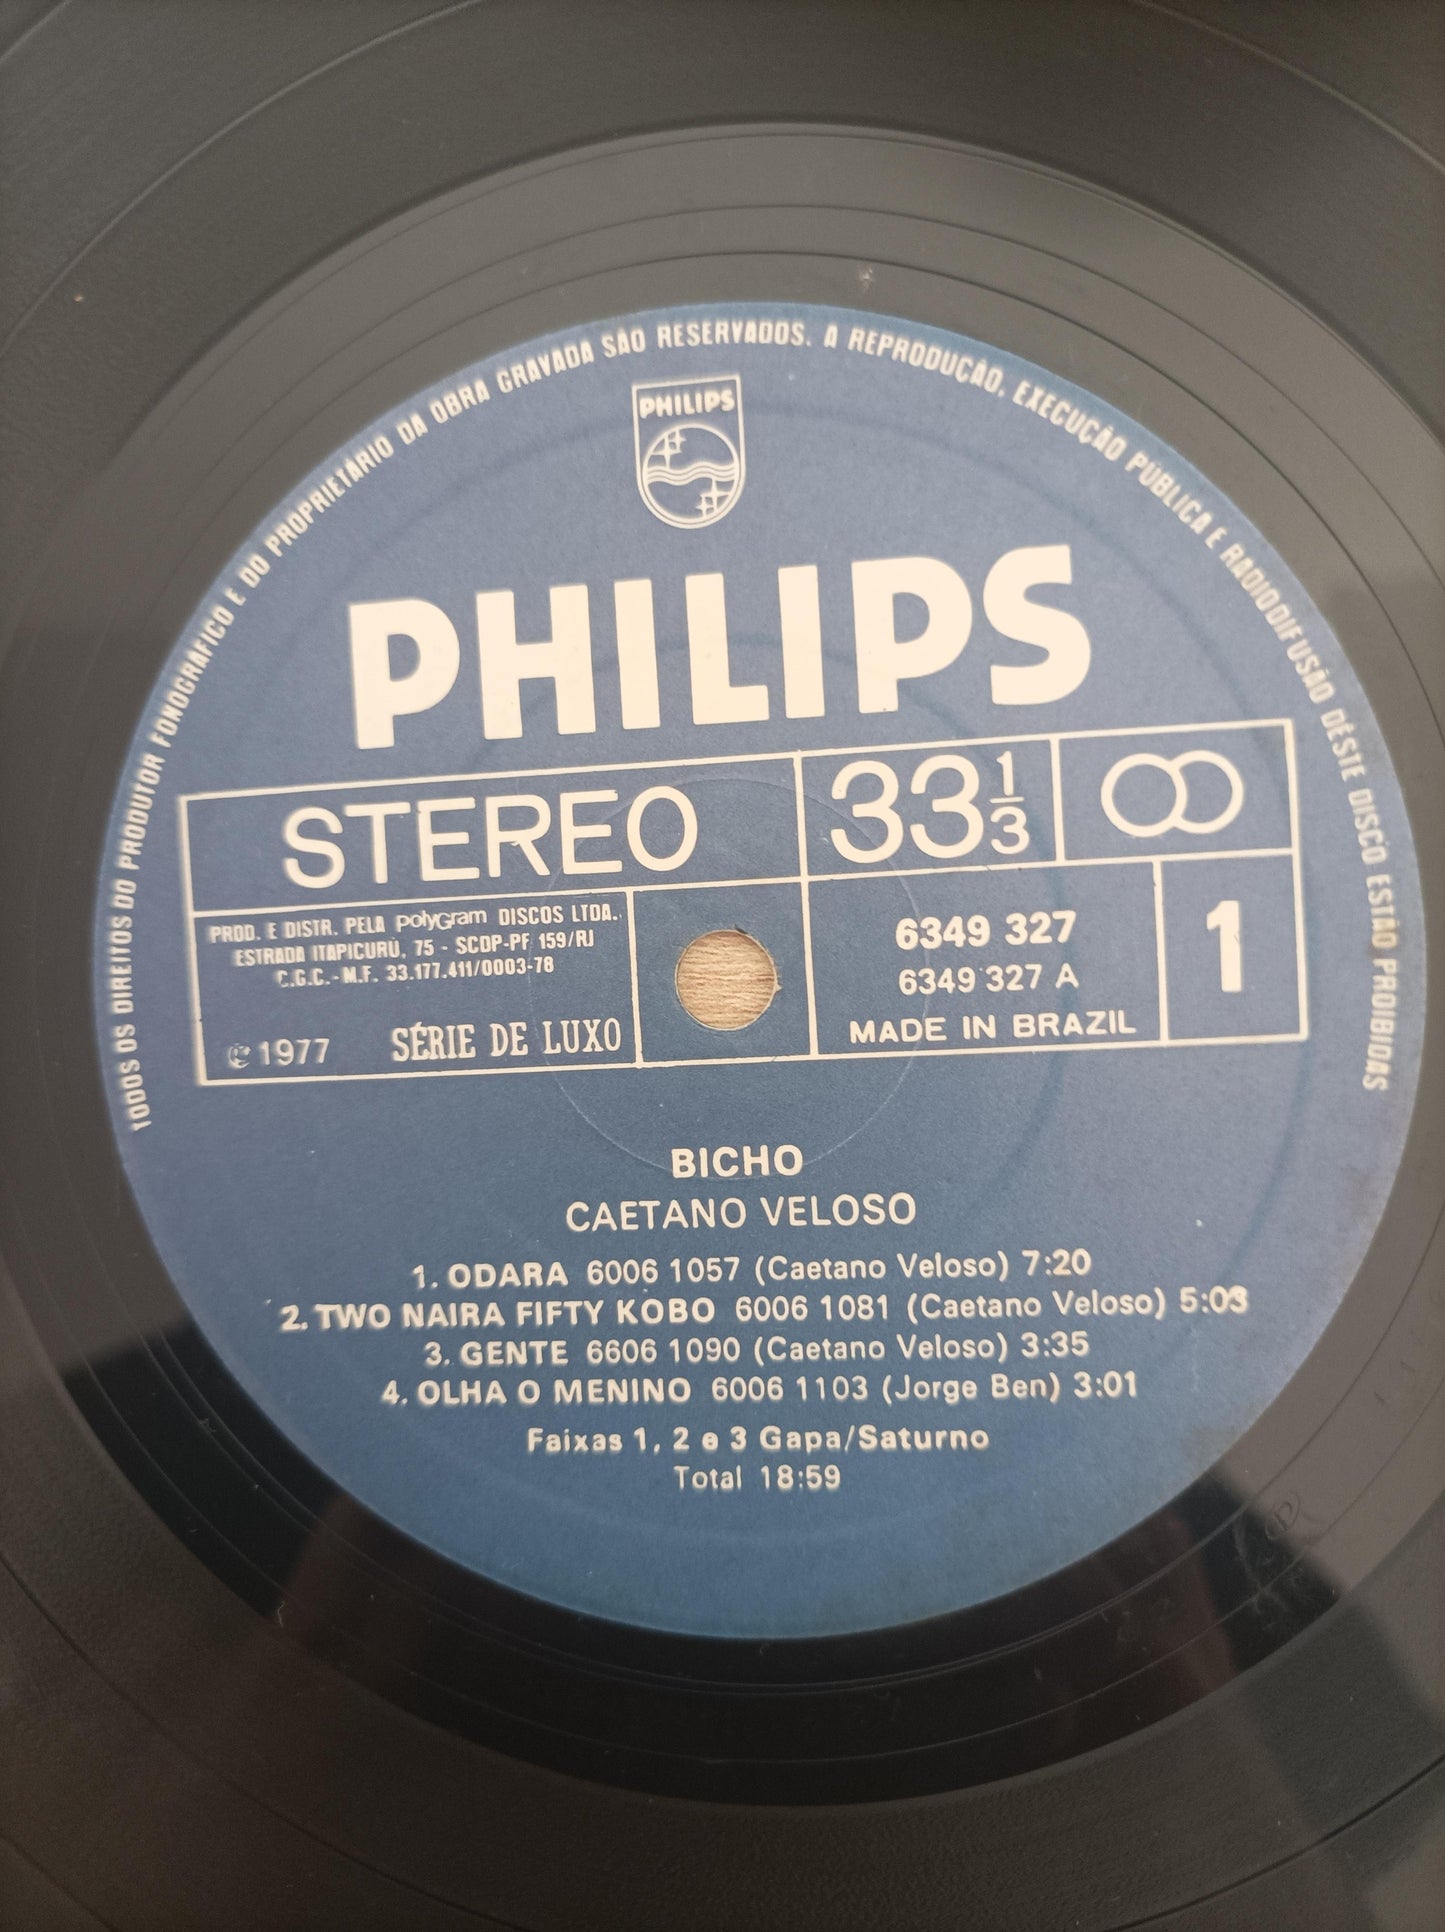 TODOS OS DIREITOS DO PRODUTOR FONOGRÁFICO E DO PROPRIETÁRIO DA OBRA GRAVADA SÃO RESERVADOS. A REPRODUÇÃO, EXECUÇÃO PÚBLICA E RADIODIFUSÃO DÊSTE DISCO ESTÃO PROIBIDAS
PHILIPS
PHILIPS
STEREO
33 1/3
PROD. E DISTR. PELA polyGram DISCOS LTDA.
ESTRADA ITAPICURÚ, 75 - SCDP-PF 159/RJ
C.G.C.-M.F. 33.177.411/0003-78
℗ 1977 SÉRIE DE LUXO
6349 327
6349 327 A
MADE IN BRAZIL
1
BICHO
CAETANO VELOSO
1. ODARA 6006 1057 (Caetano Veloso) 7:20
2. TWO NAIRA FIFTY KOBO 6006 1081 (Caetano Veloso) 5:03
3. GENTE 6606 1090 (Caetano Veloso) 3:35
4. OLHA O MENINO 6006 1103 (Jorge Ben) 3:01
Faixas 1, 2 e 3 Gapa/Saturno
Total 18:59